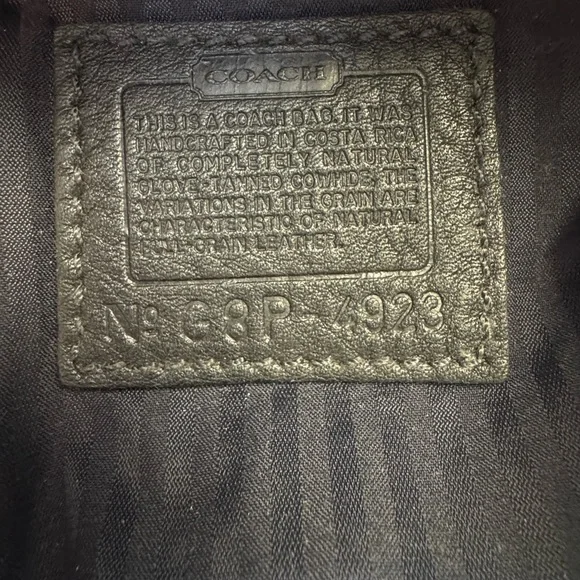 COACH
THIS IS A COACH BAG. IT WAS
HANDCRAFTED IN COSTA RICA
OF COMPLETELY NATURAL
GLOVE-TANNED COWHIDE; THE
VARIATIONS IN THE GRAIN ARE
CHARACTERISTIC OF NATURAL
FULL-GRAIN LEATHER.
No G8P-4923